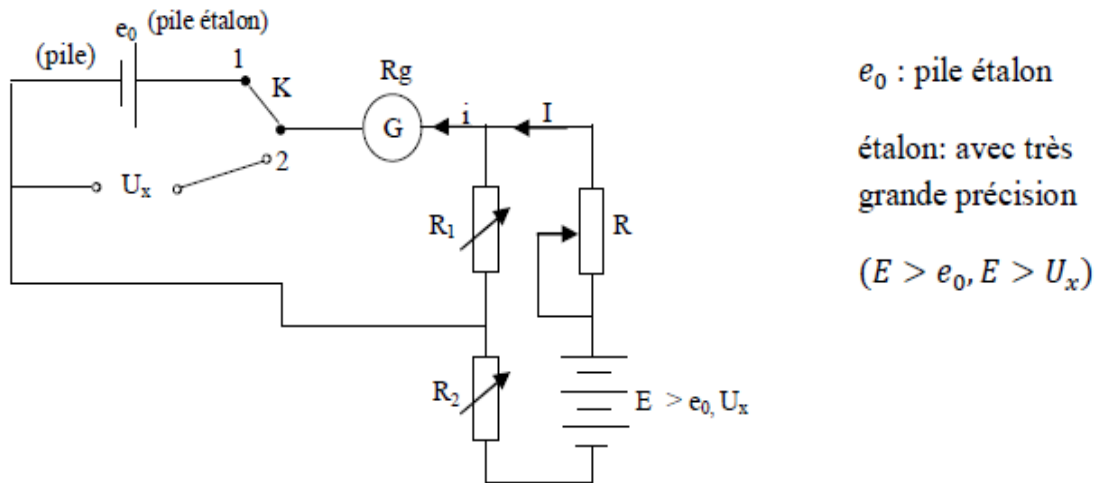 e₀ (pile étalon)
(pile)
1
K
Rg
G
i
I
2
Uₓ
R₁
R
R₂
E > e₀, Uₓ
e₀ : pile étalon
étalon: avec très
grande précision
(E > e₀, E > Uₓ)